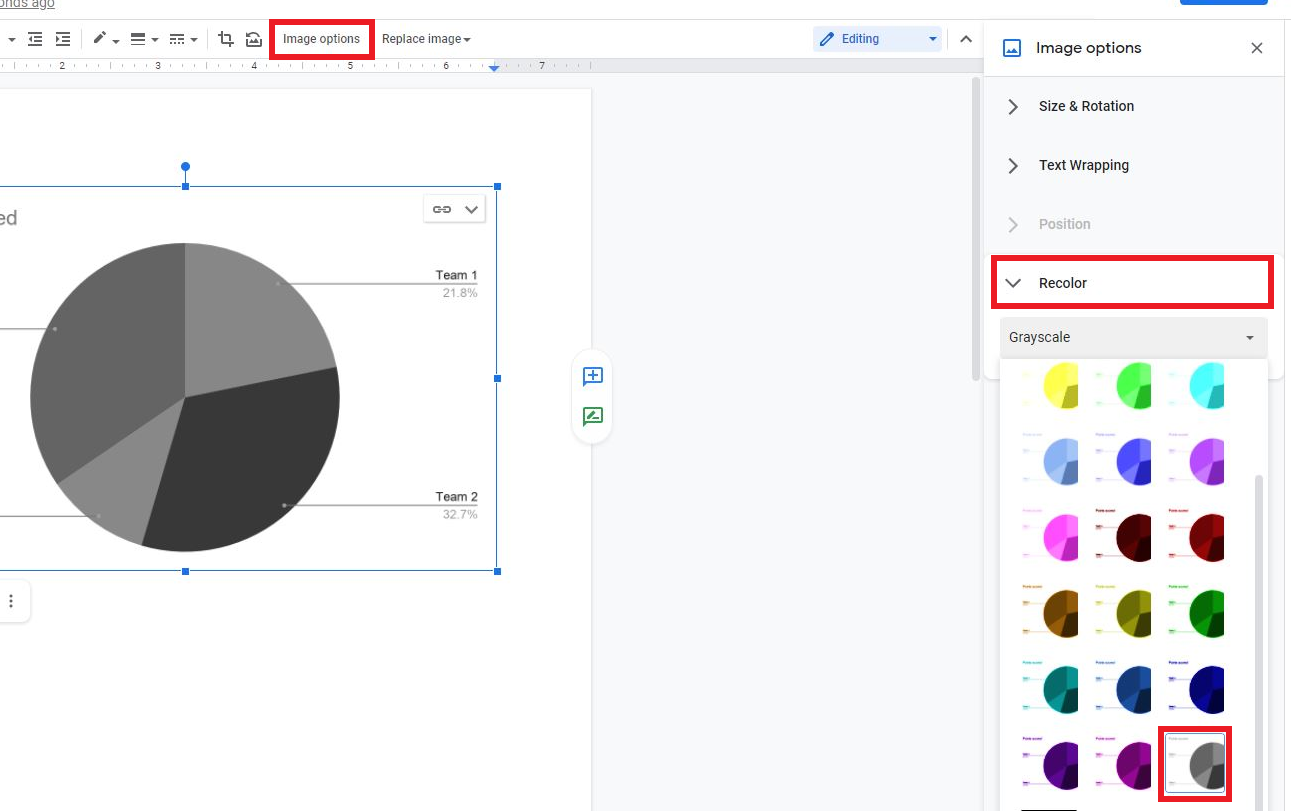 onds ago
Image options
Replace image
Editing
2 3 4 5 6 7
ed
Team 1
21.8%
Team 2
32.7%
Image options
Size & Rotation
Text Wrapping
Position
Recolor
Grayscale